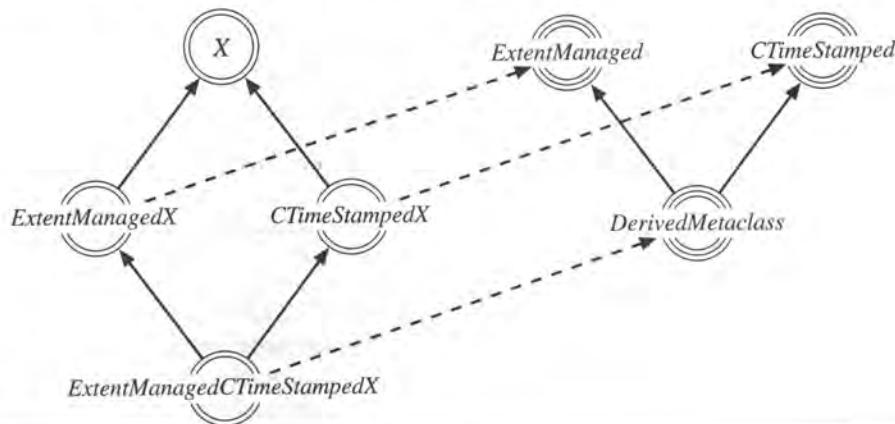 X
ExtentManaged
CTimeStamped
ExtentManagedX
CTimeStampedX
DerivedMetaclass
ExtentManagedCTimeStampedX